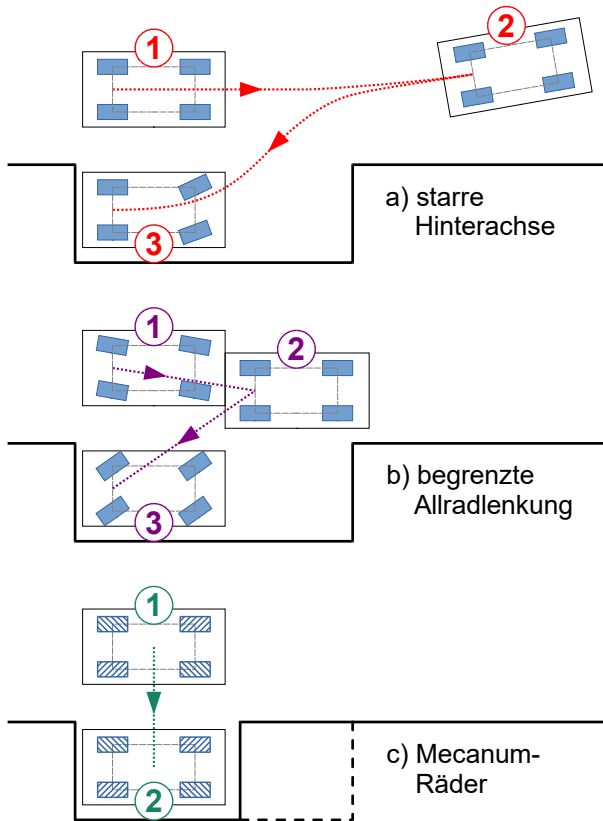 1
2
3
a) starre
Hinterachse
1
2
3
b) begrenzte
Allradlenkung
1
2
c) Mecanum-
Räder